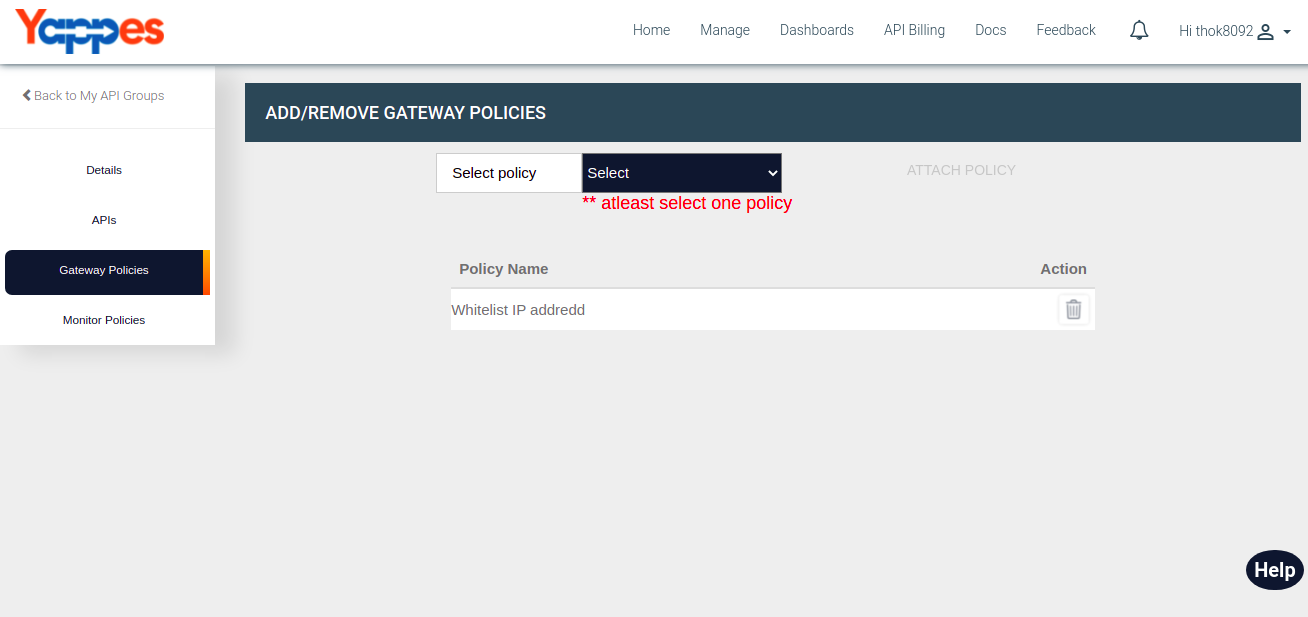 Yappes
Home Manage Dashboards API Billing Docs Feedback Hi thok8092
Back to My API Groups
Details
APIs
Gateway Policies
Monitor Policies
ADD/REMOVE GATEWAY POLICIES
Select policy Select ATTACH POLICY
** atleast select one policy
Policy Name Action
Whitelist IP addredd
Help